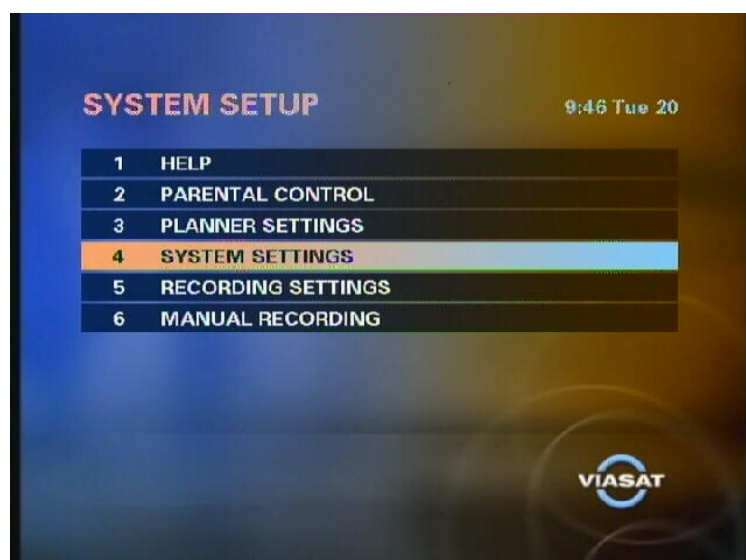 SYSTEM SETUP
9:46 Tue 20
1 HELP
2 PARENTAL CONTROL
3 PLANNER SETTINGS
4 SYSTEM SETTINGS
5 RECORDING SETTINGS
6 MANUAL RECORDING
VIASAT